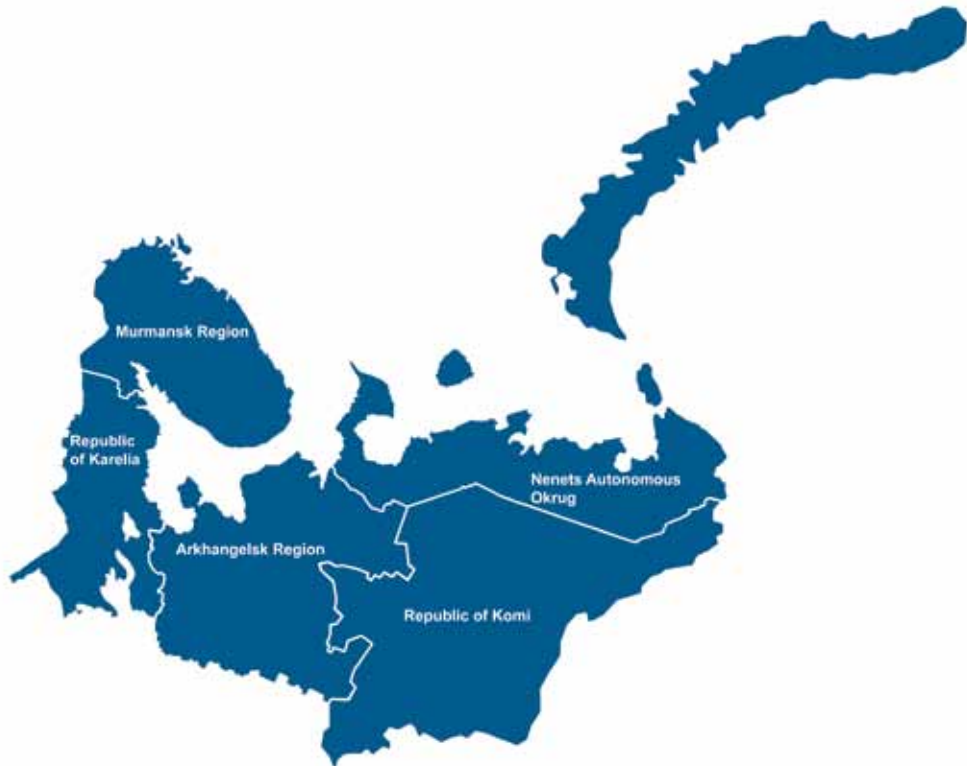 Murmansk Region
Republic
of Karelia
Nenets Autonomous
Okrug
Arkhangelsk Region
Republic of Komi